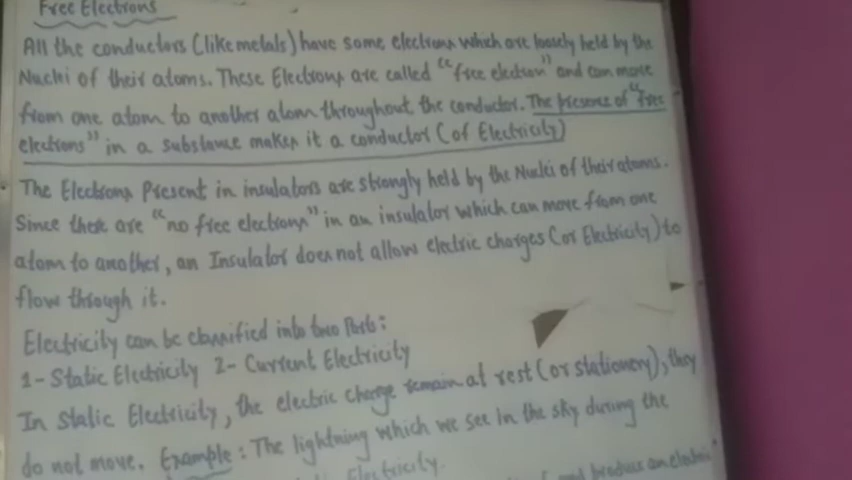 Free Electrons
All the conductors (like metals) have some electrons which are loosely held by the
Nuclei of their atoms. These Electrons are called "free electron" and can move
from one atom to another atom throughout the conductor. The presence of "free
electrons" in a substance makes it a conductor (of Electricity)
The Electrons Present in insulators are strongly held by the Nuclei of their atoms.
Since there are "no free electrons" in an insulator which can move from one
atom to another, an Insulator does not allow electric charges (or Electricity) to
flow through it.
Electricity can be classified into two Parts:
1- Static Electricity 2- Current Electricity
In Static Electricity, the electric charge remain at rest (or stationery), they
do not move. Example: The lightning which we see in the sky during the
Electricity.
and produce an electric